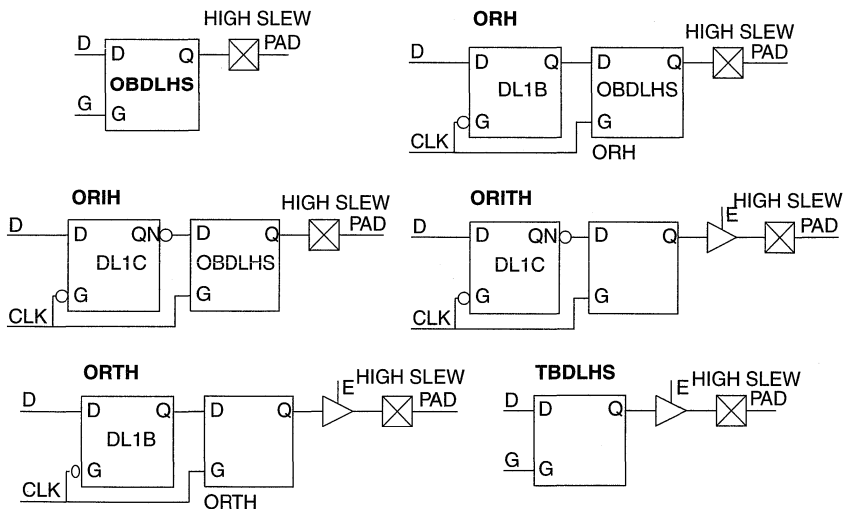 HIGH SLEW
D D Q PAD
OBDLHS
G G
ORH
HIGH SLEW
D D Q D Q PAD
DL1B OBDLHS
G G
CLK
ORH
ORIH
HIGH SLEW
D D QN D Q PAD
DL1C OBDLHS
G G
CLK
ORITH
E HIGH SLEW
D D QN D Q PAD
DL1C
G G
CLK
ORTH
E HIGH SLEW
D D Q D Q PAD
DL1B
G G
CLK
ORTH
TBDLHS
E HIGH SLEW
D D Q PAD
G G